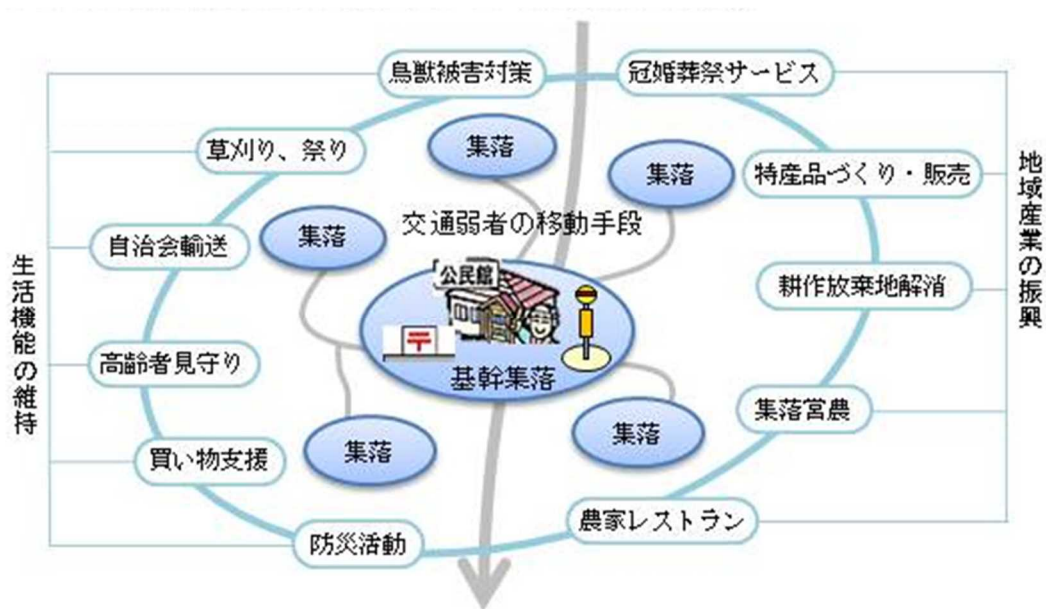 鳥獣被害対策
冠婚葬祭サービス
草刈り、祭り
集落
集落
特産品づくり・販売
自治会輸送
集落
交通弱者の移動手段
公民館
耕作放棄地解消
〒
高齢者見守り
基幹集落
集落営農
買い物支援
集落
集落
農家レストラン
防災活動
生活機能の維持
地域産業の振興